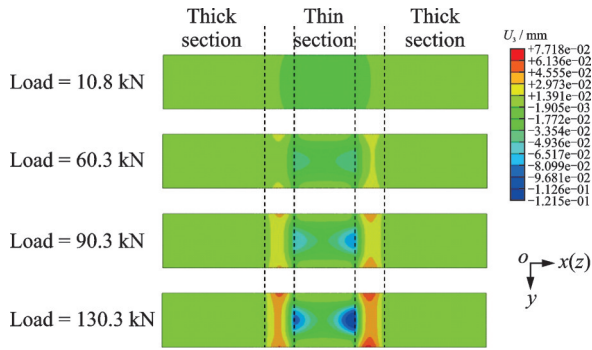 Thick section
Thin section
Thick section
U₃ / mm
+7.718e−02
+6.136e−02
+4.555e−02
+2.973e−02
+1.391e−02
−1.905e−03
−1.772e−02
−3.354e−02
−4.936e−02
−6.517e−02
−8.099e−02
−9.681e−02
−1.126e−01
−1.215e−01
Load = 10.8 kN
Load = 60.3 kN
Load = 90.3 kN
Load = 130.3 kN
o
x(z)
y